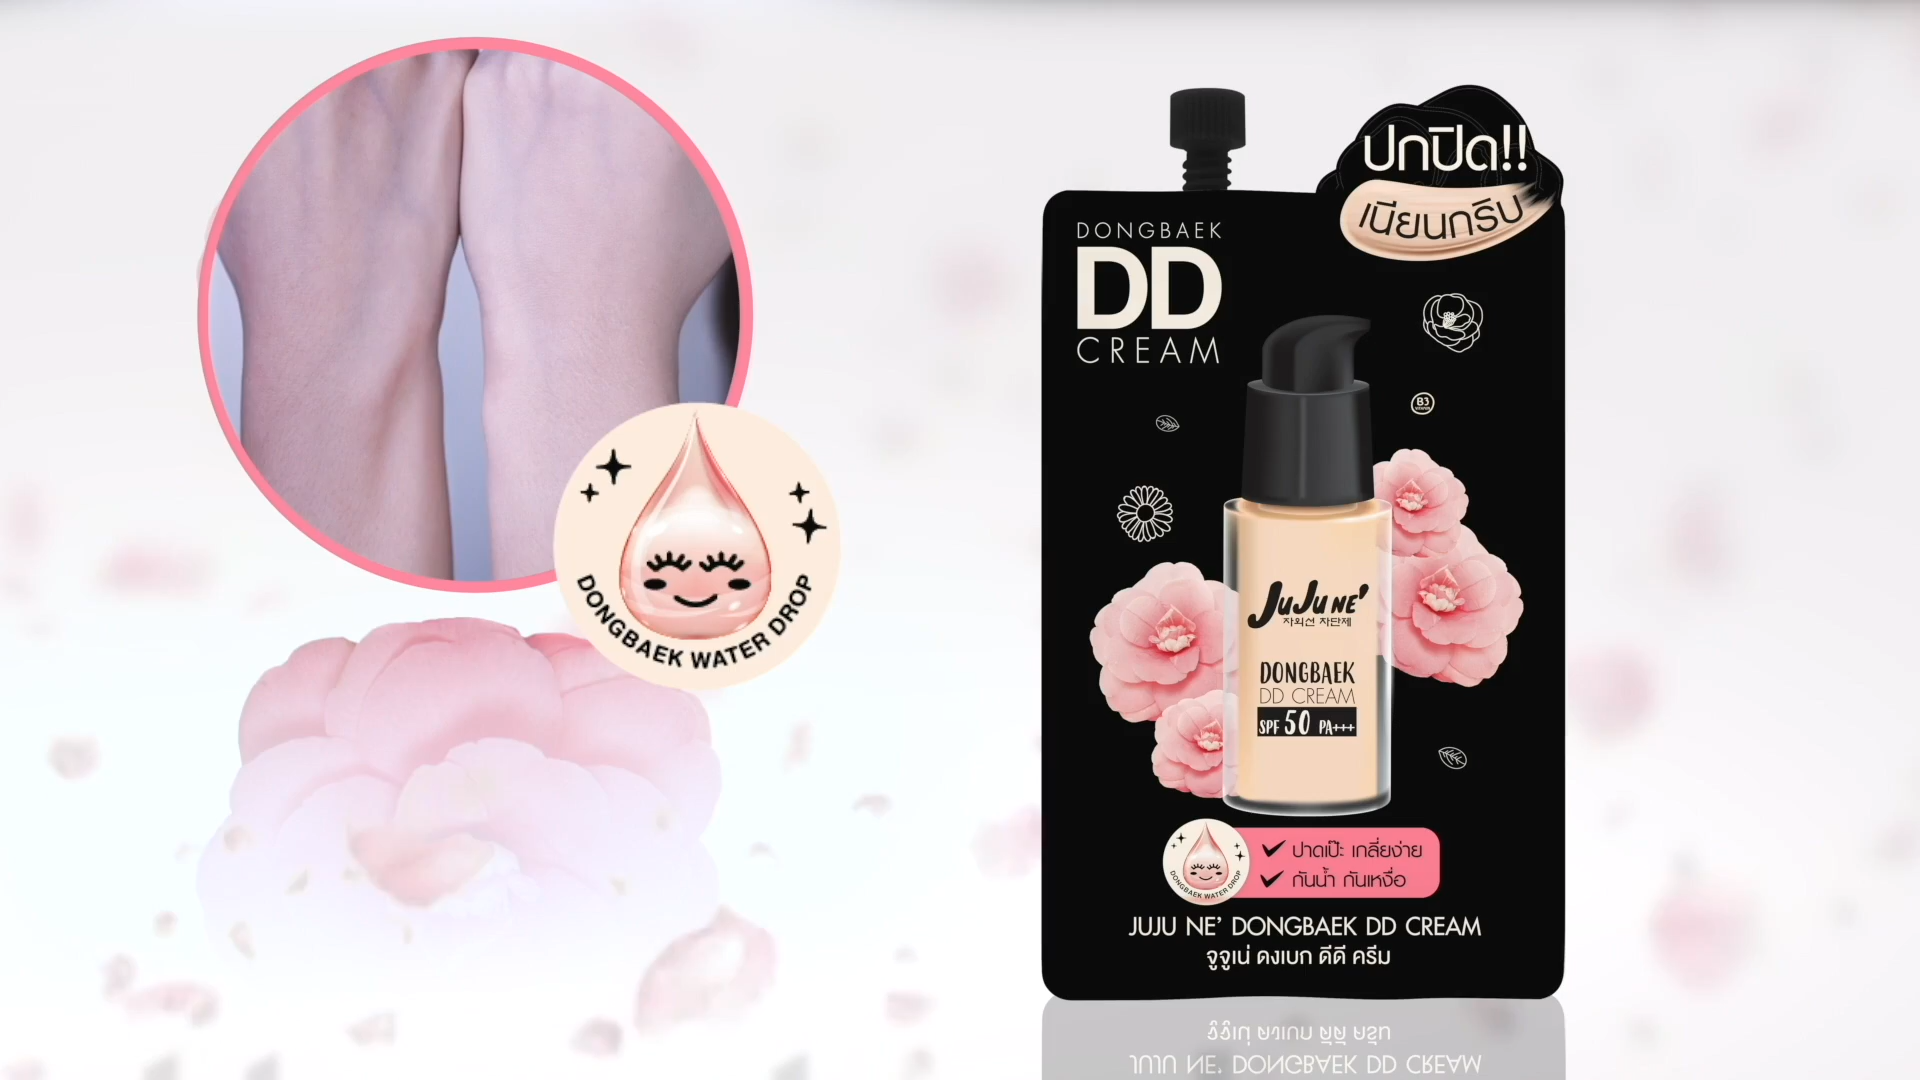 DONGBAEK WATER DROP
ปกปิด!!
เนียนกริบ
DONGBAEK
DD
CREAM
B3
JUJU NE'
자외선 차단제
DONGBAEK
DD CREAM
SPF 50 PA+++
DONGBAEK WATER DROP
ปาดเป๊ะ เกลี่ยง่าย
กันน้ำ กันเหงื่อ
JUJU NE' DONGBAEK DD CREAM
จูจูเน่ ดงเบก ดีดี ครีม